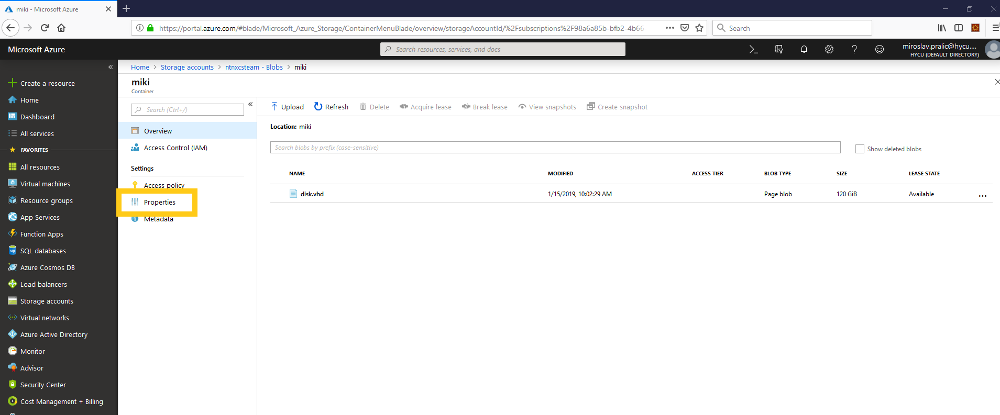 miki - Microsoft Azure
https://portal.azure.com/#blade/Microsoft_Azure_Storage/ContainerMenuBlade/overview/storageAccountId/%2Fsubscriptions%2F98a6a85b-bfb2-4b66-
Search
Microsoft Azure
Search resources, services, and docs
miroslav.pralic@hycu....
HYCU (DEFAULT DIRECTORY)
Create a resource
Home
Dashboard
All services
FAVORITES
All resources
Virtual machines
Resource groups
App Services
Function Apps
SQL databases
Azure Cosmos DB
Load balancers
Storage accounts
Virtual networks
Azure Active Directory
Monitor
Advisor
Security Center
Cost Management + Billing
Home > Storage accounts > ntnxcsteam - Blobs > miki
miki
Container
Search (Ctrl+/)
Overview
Access Control (IAM)
Settings
Access policy
Properties
Metadata
Upload Refresh Delete Acquire lease Break lease View snapshots Create snapshot
Location: miki
Search blobs by prefix (case-sensitive)
Show deleted blobs
NAME MODIFIED ACCESS TIER BLOB TYPE SIZE LEASE STATE
disk.vhd 1/15/2019, 10:02:29 AM Page blob 120 GiB Available ...